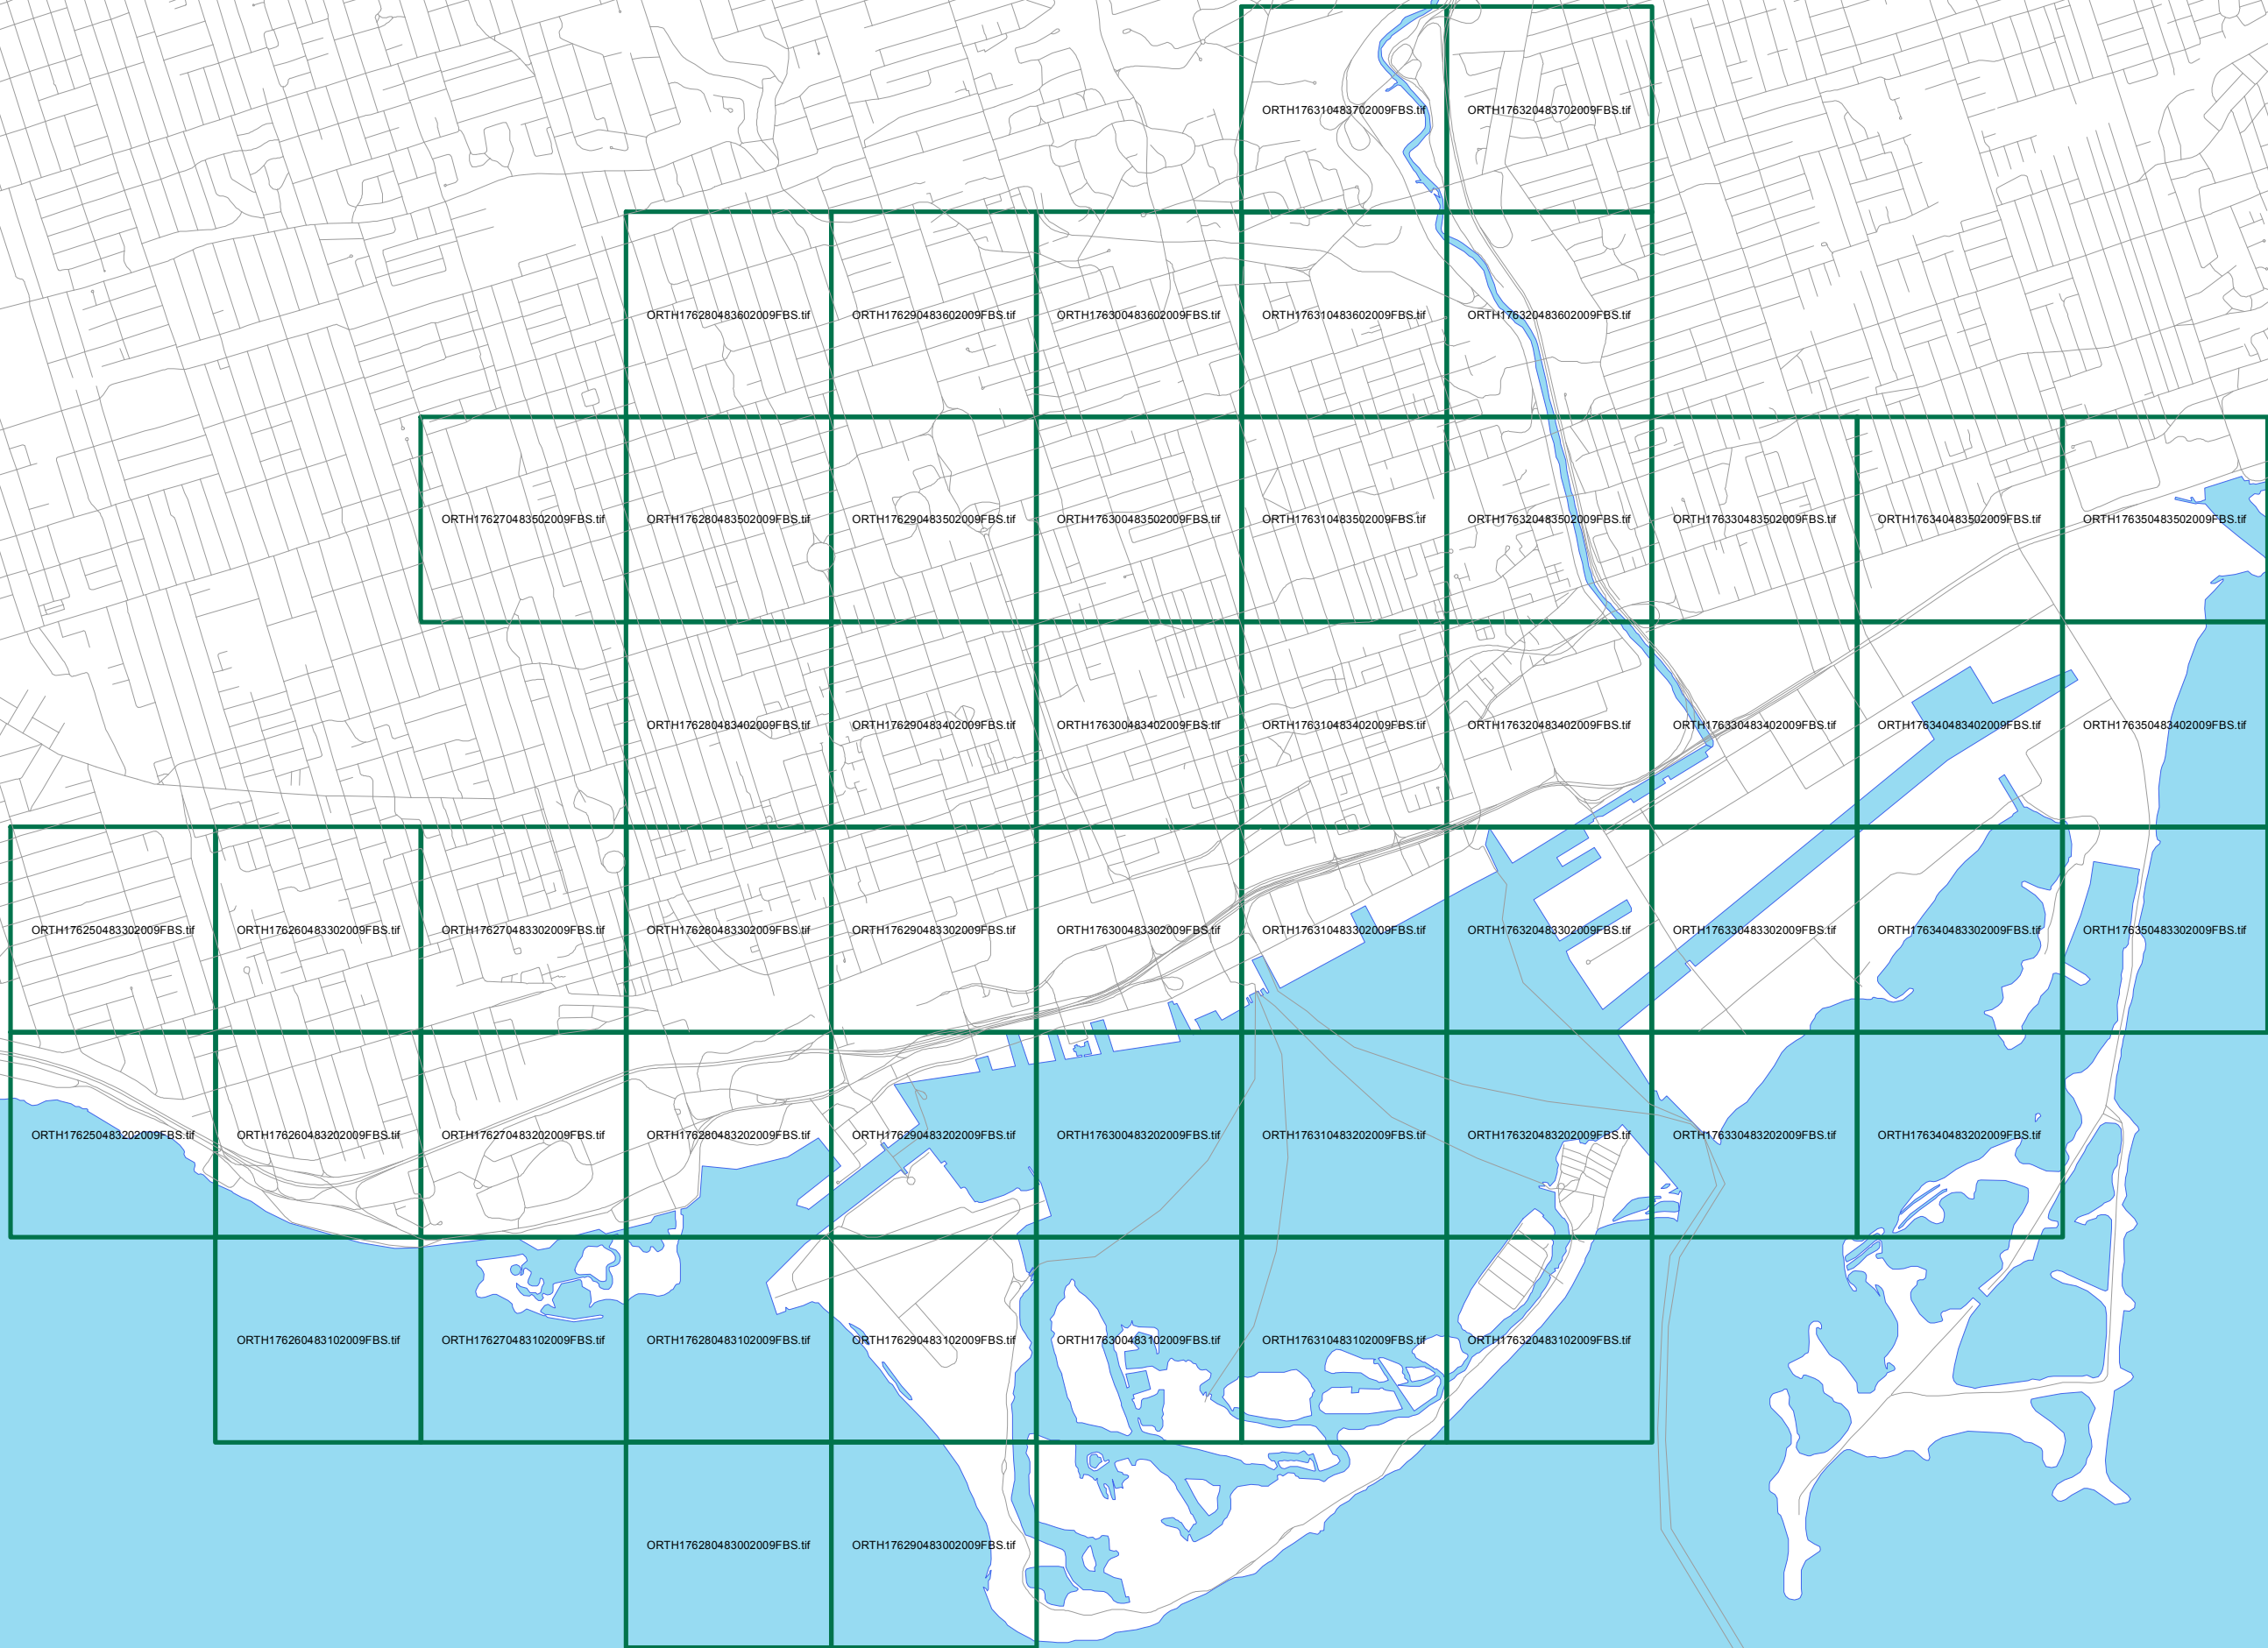 ORTH176310483702009FBS.tif
ORTH176320483702009FBS.tif
ORTH176280483602009FBS.tif
ORTH176290483602009FBS.tif
ORTH176300483602009FBS.tif
ORTH176310483602009FBS.tif
ORTH176320483602009FBS.tif
ORTH176270483502009FBS.tif
ORTH176280483502009FBS.tif
ORTH176290483502009FBS.tif
ORTH176300483502009FBS.tif
ORTH176310483502009FBS.tif
ORTH176320483502009FBS.tif
ORTH176330483502009FBS.tif
ORTH176340483502009FBS.tif
ORTH176350483502009FBS.tif
ORTH176280483402009FBS.tif
ORTH176290483402009FBS.tif
ORTH176300483402009FBS.tif
ORTH176310483402009FBS.tif
ORTH176320483402009FBS.tif
ORTH176330483402009FBS.tif
ORTH176340483402009FBS.tif
ORTH176350483402009FBS.tif
ORTH176250483302009FBS.tif
ORTH176260483302009FBS.tif
ORTH176270483302009FBS.tif
ORTH176280483302009FBS.tif
ORTH176290483302009FBS.tif
ORTH176300483302009FBS.tif
ORTH176310483302009FBS.tif
ORTH176320483302009FBS.tif
ORTH176330483302009FBS.tif
ORTH176340483302009FBS.tif
ORTH176350483302009FBS.tif
ORTH176250483202009FBS.tif
ORTH176260483202009FBS.tif
ORTH176270483202009FBS.tif
ORTH176280483202009FBS.tif
ORTH176290483202009FBS.tif
ORTH176300483202009FBS.tif
ORTH176310483202009FBS.tif
ORTH176320483202009FBS.tif
ORTH176330483202009FBS.tif
ORTH176340483202009FBS.tif
ORTH176260483102009FBS.tif
ORTH176270483102009FBS.tif
ORTH176280483102009FBS.tif
ORTH176290483102009FBS.tif
ORTH176300483102009FBS.tif
ORTH176310483102009FBS.tif
ORTH176320483102009FBS.tif
ORTH176280483002009FBS.tif
ORTH176290483002009FBS.tif